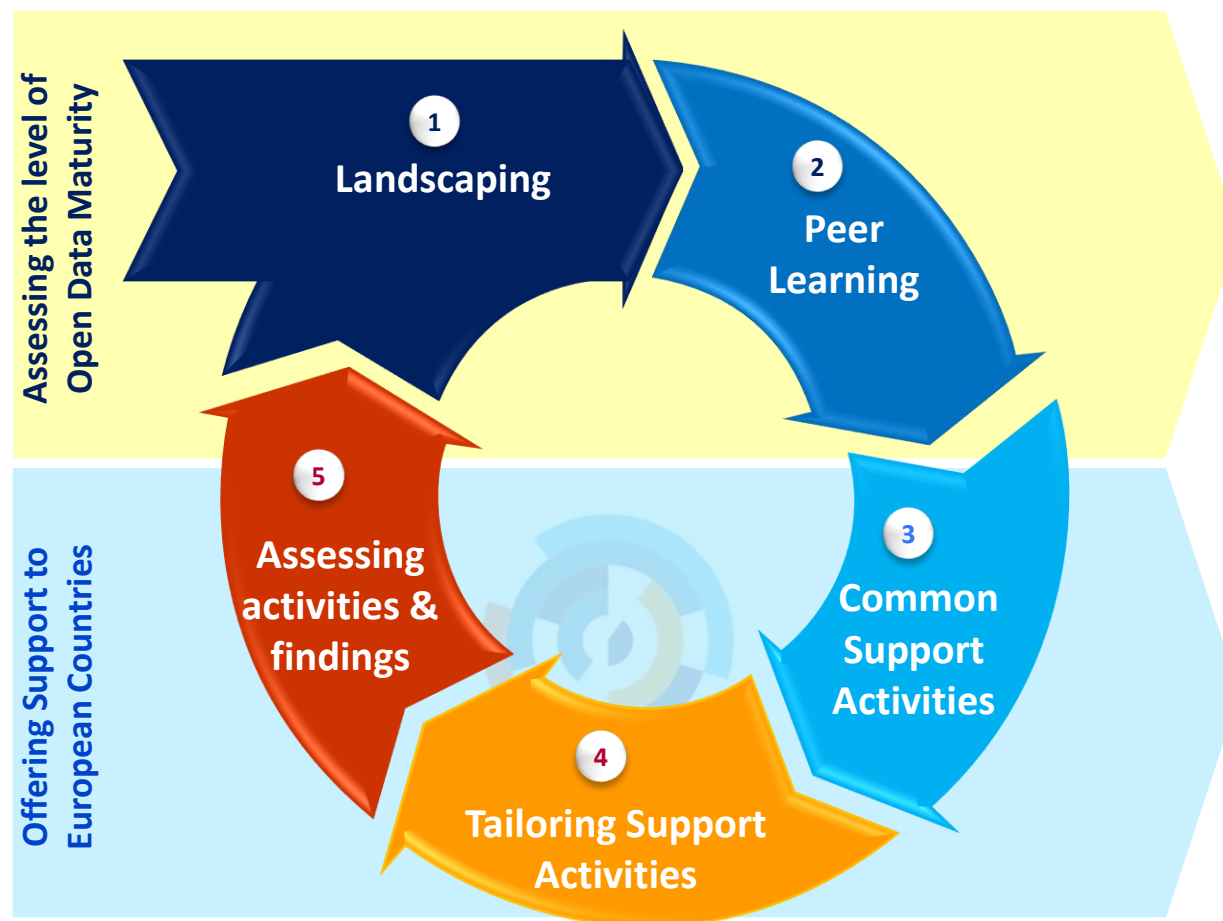 Assessing the level of
Open Data Maturity
1
Landscaping
2
Peer
Learning
3
Common
Support
Activities
4
Tailoring Support
Activities
5
Assessing
activities &
findings
Offering Support to
European Countries